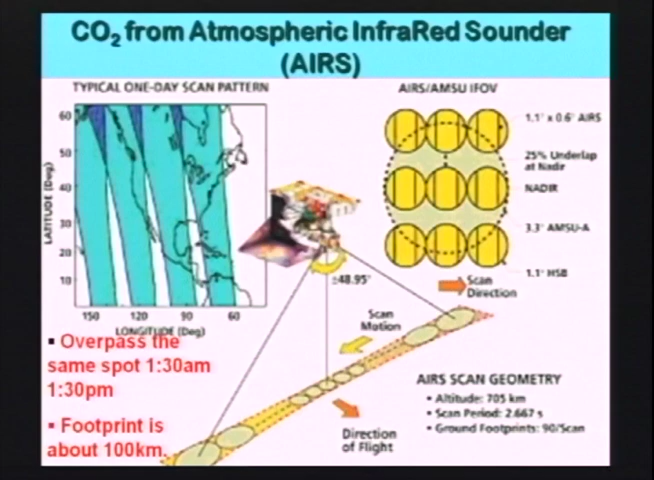 CO₂ from Atmospheric InfraRed Sounder
(AIRS)
TYPICAL ONE-DAY SCAN PATTERN
AIRS/AMSU IFOV
LATITUDE (Deg)
60
50
40
30
20
10
150
120
90
60
LONGITUDE (Deg)
1.1° x 0.6° AIRS
25% Underlap
at Nadir
NADIR
3.3° AMSU-A
1.1° HSB
±48.95°
Scan
Direction
Scan
Motion
Direction
of Flight
▪ Overpass the
same spot 1:30am
1:30pm
▪ Footprint is
about 100km.
AIRS SCAN GEOMETRY
• Altitude: 705 km
• Scan Period: 2.667 s
• Ground Footprints: 90/Scan